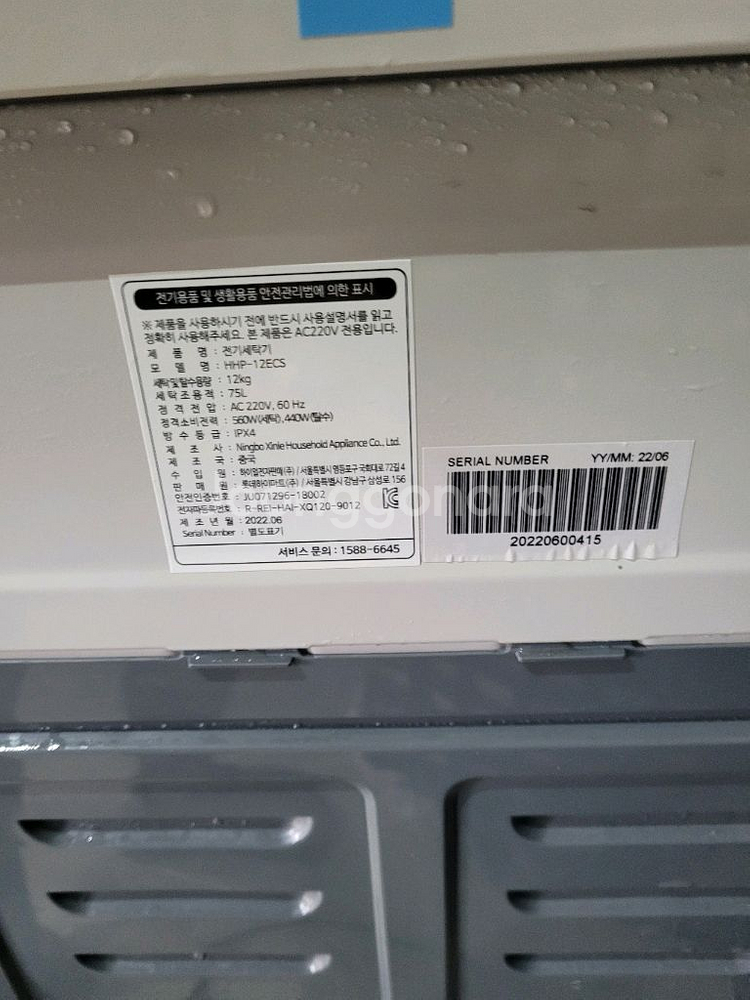 전기용품 및 생활용품 안전관리법에 의한 표시
※ 제품을 사용하시기 전에 반드시 사용설명서를 읽고
정확히 사용해주세요. 본 제품은 AC220V 전용입니다.
제 품 명 : 전기세탁기
모 델 명 : HHP-12ECS
세탁 및 탈수용량 : 12kg
세탁조용적 : 75L
정격전압 : AC 220V, 60 Hz
정격소비전력 : 560W(세탁), 440W(탈수)
방수등급 : IPX4
제 조 사 : Ningbo Xinle Household Appliance Co., Ltd.
제 조 국 : 중국
수 입 원 : 하이얼전자판매(주) / 서울특별시 영등포구 국회대로 72길 4
판 매 원 : 롯데하이마트(주) / 서울특별시 강남구 삼성로 156
안전인증번호 : JU071296-18002
전자파등록번호 : R-REI-HAI-XQ120-9012
제 조 년 월 : 2022.06
Serial Number : 별도표기
서비스 문의 : 1588-6645
SERIAL NUMBER YY/MM: 22/06
20220600415